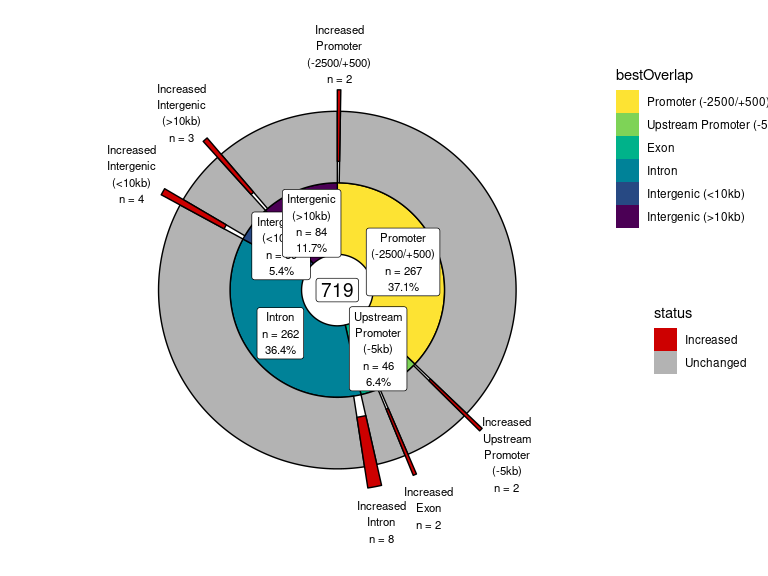 Increased
Promoter
(-2500/+500)
n = 2
Increased
Intergenic
(>10kb)
n = 3
Increased
Intergenic
(<10kb)
n = 4
Intergenic
(>10kb)
n = 84
11.7%
Interg
(<10
n =
5.4%
Promoter
(-2500/+500)
n = 267
37.1%
719
Intron
n = 262
36.4%
Upstream
Promoter
(-5kb)
n = 46
6.4%
Increased
Upstream
Promoter
(-5kb)
n = 2
Increased
Exon
n = 2
Increased
Intron
n = 8
bestOverlap
Promoter (-2500/+500)
Upstream Promoter (-5
Exon
Intron
Intergenic (<10kb)
Intergenic (>10kb)
status
Increased
Unchanged